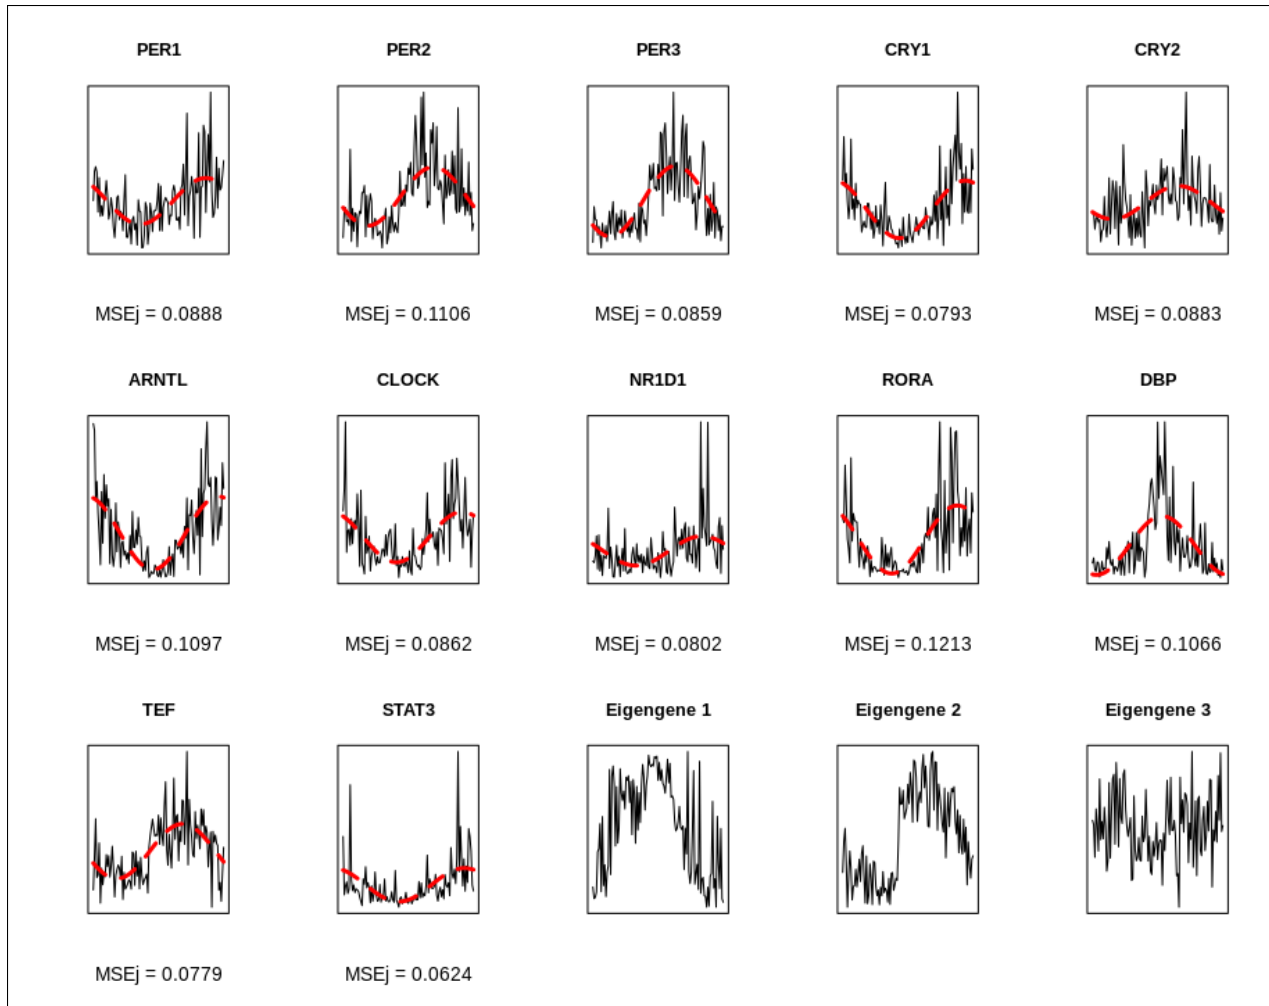 PER1 PER2 PER3 CRY1 CRY2
MSEj = 0.0888 MSEj = 0.1106 MSEj = 0.0859 MSEj = 0.0793 MSEj = 0.0883
ARNTL CLOCK NR1D1 RORA DBP
MSEj = 0.1097 MSEj = 0.0862 MSEj = 0.0802 MSEj = 0.1213 MSEj = 0.1066
TEF STAT3 Eigengene 1 Eigengene 2 Eigengene 3
MSEj = 0.0779 MSEj = 0.0624